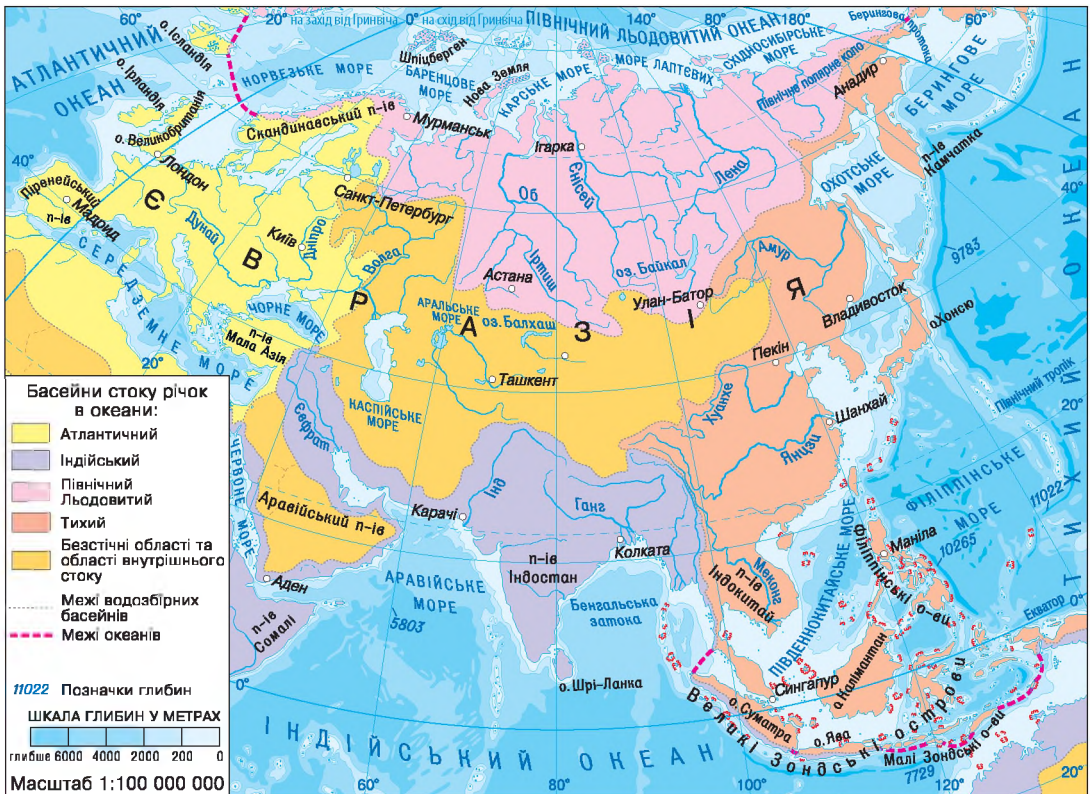 60°
20°
на захід від Гринвіча
0°
на схід від Гринвіча
ПІВНІЧНИЙ ЛЬОДОВИТИЙ ОКЕАН
140°
180°
Берингова протока
60°
АТЛАНТИЧНИЙ
ОКЕАН
о. Ісландія
о. Ірландія
о. Великобританія
НОРВЕЗЬКЕ МОРЕ
Шпіцберген
БАРЕНЦОВЕ
МОРЕ
Нова Земля
КАРСЬКЕ МОРЕ
МОРЕ ЛАПТЕВИХ
СХІДНОСИБІРСЬКЕ
МОРЕ
Північне полярне коло
Анадир
БЕРИНГОВЕ
МОРЕ
Скандинавський п-ів
Мурманськ
Ігарка
Єнісей
Лена
Об
ОХОТСЬКЕ
МОРЕ
п-ів
Камчатка
40°
40°
Лондон
Піренейський
п-ів
Мадрид
Санкт-Петербург
Київ
Дніпро
Дунай
Волга
Іртиш
Астана
оз. Байкал
Амур
Улан-Батор
Владивосток
о.Хонсю
9783
Є В Р А З І Я
СЕРЕДЗЕМНЕ МОРЕ
ЧОРНЕ МОРЕ
п-ів
Мала Азія
АРАЛЬСЬКЕ
МОРЕ
оз. Балхаш
Ташкент
КАСПІЙСЬКЕ
МОРЕ
Пекін
Хуанхе
Шанхай
Янцзи
Північний тропік
20°
20°
Євфрат
ЧЕРВОНЕ МОРЕ
Аравійський п-ів
Аден
п-ів
Сомалі
Карачі
Інд
Ганг
п-ів
Індостан
Колката
АРАВІЙСЬКЕ
МОРЕ
5803
Бенгальська
затока
о. Шрі-Ланка
Меконг
п-ів
Індокитай
ПІВДЕННОКИТАЙСЬКЕ МОРЕ
ФІЛІППІНСЬКЕ
МОРЕ
11022
10265
Маніла
Філіппінські о-ви
ТИХИЙ ОКЕАН
0°
Екватор
Сингапур
о.Калімантан
о. Суматра
о. Ява
Великі Зондські острови
Малі Зондські о-ви
7729
0°
ІНДІЙСЬКИЙ ОКЕАН
60°
80°
100°
120°
20°
Басейни стоку річок
в океани:
Атлантичний
Індійський
Північний
Льодовитий
Тихий
Безстічні області та
області внутрішнього
стоку
Межі водозбірних
басейнів
Межі океанів
11022 Позначки глибин
ШКАЛА ГЛИБИН У МЕТРАХ
глибше 6000 4000 2000 200 0
Масштаб 1:100 000 000